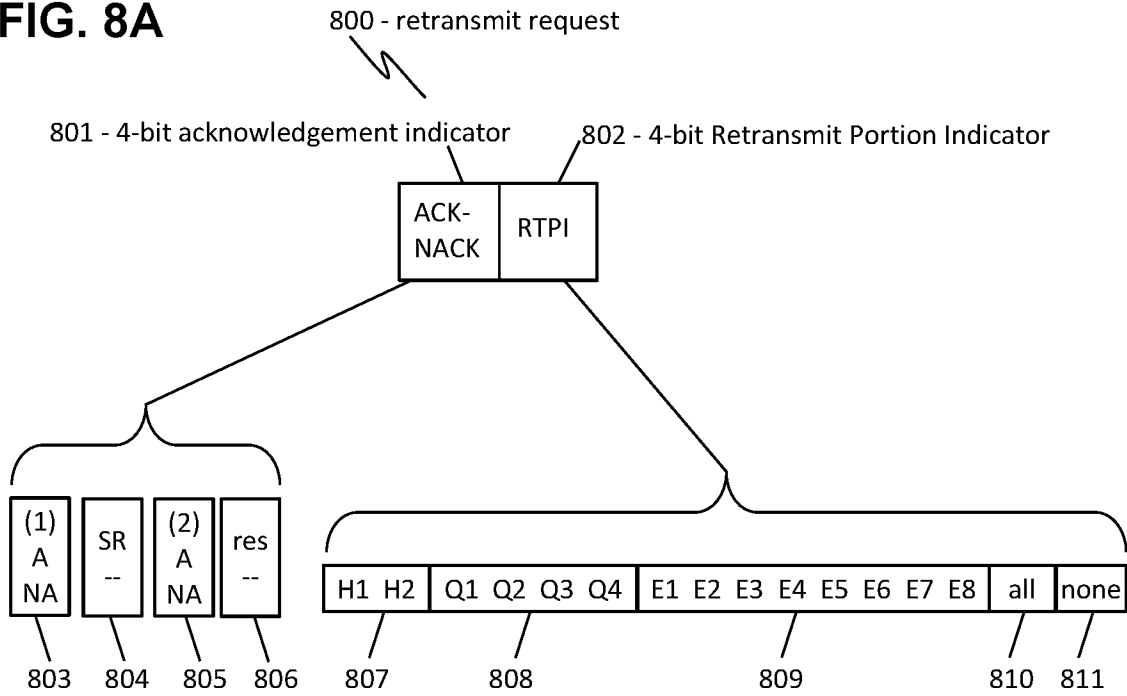 FIG. 8A
800 - retransmit request
801 - 4-bit acknowledgement indicator
802 - 4-bit Retransmit Portion Indicator
ACK-
NACK
RTPI
(1)
A
NA
SR
--
(2)
A
NA
res
--
H1 H2 Q1 Q2 Q3 Q4 E1 E2 E3 E4 E5 E6 E7 E8 all none
803 804 805 806 807 808 809 810 811